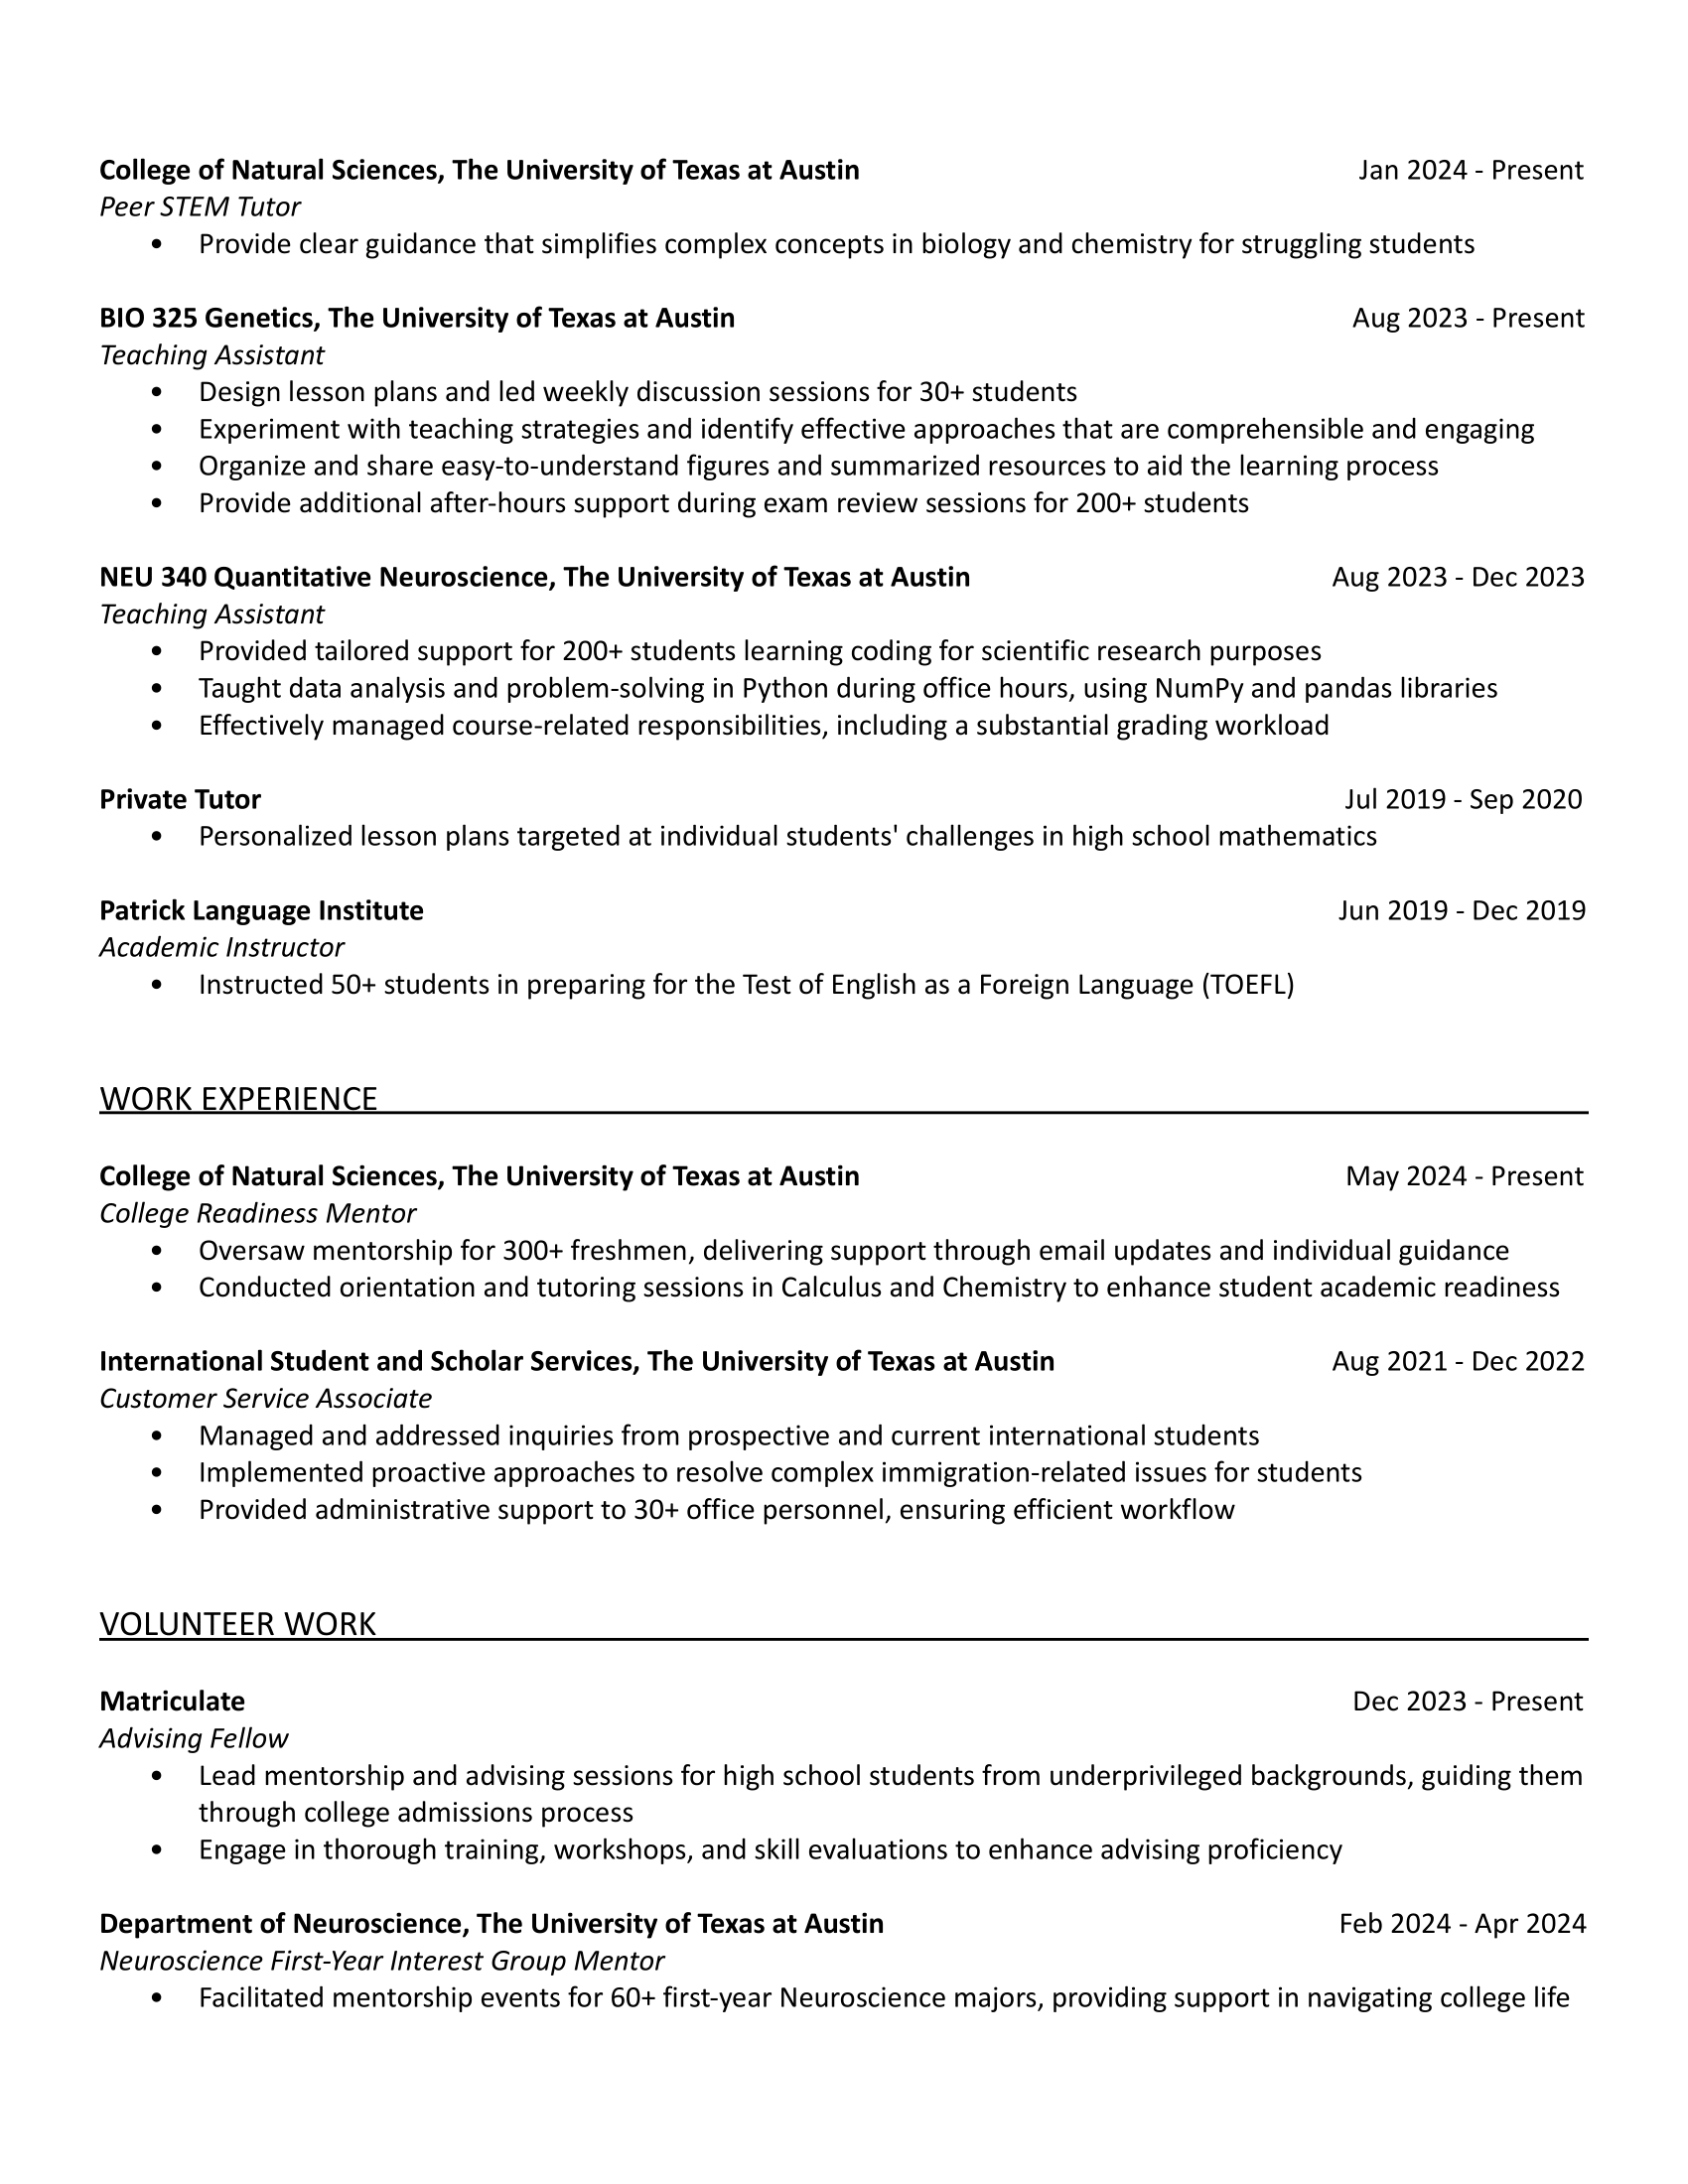 College of Natural Sciences, The University of Texas at Austin Jan 2024 - Present
Peer STEM Tutor
• Provide clear guidance that simplifies complex concepts in biology and chemistry for struggling students
BIO 325 Genetics, The University of Texas at Austin Aug 2023 - Present
Teaching Assistant
• Design lesson plans and led weekly discussion sessions for 30+ students
• Experiment with teaching strategies and identify effective approaches that are comprehensible and engaging
• Organize and share easy-to-understand figures and summarized resources to aid the learning process
• Provide additional after-hours support during exam review sessions for 200+ students
NEU 340 Quantitative Neuroscience, The University of Texas at Austin Aug 2023 - Dec 2023
Teaching Assistant
• Provided tailored support for 200+ students learning coding for scientific research purposes
• Taught data analysis and problem-solving in Python during office hours, using NumPy and pandas libraries
• Effectively managed course-related responsibilities, including a substantial grading workload
Private Tutor Jul 2019 - Sep 2020
• Personalized lesson plans targeted at individual students' challenges in high school mathematics
Patrick Language Institute Jun 2019 - Dec 2019
Academic Instructor
• Instructed 50+ students in preparing for the Test of English as a Foreign Language (TOEFL)
WORK EXPERIENCE
College of Natural Sciences, The University of Texas at Austin May 2024 - Present
College Readiness Mentor
• Oversaw mentorship for 300+ freshmen, delivering support through email updates and individual guidance
• Conducted orientation and tutoring sessions in Calculus and Chemistry to enhance student academic readiness
International Student and Scholar Services, The University of Texas at Austin Aug 2021 - Dec 2022
Customer Service Associate
• Managed and addressed inquiries from prospective and current international students
• Implemented proactive approaches to resolve complex immigration-related issues for students
• Provided administrative support to 30+ office personnel, ensuring efficient workflow
VOLUNTEER WORK
Matriculate Dec 2023 - Present
Advising Fellow
• Lead mentorship and advising sessions for high school students from underprivileged backgrounds, guiding them
through college admissions process
• Engage in thorough training, workshops, and skill evaluations to enhance advising proficiency
Department of Neuroscience, The University of Texas at Austin Feb 2024 - Apr 2024
Neuroscience First-Year Interest Group Mentor
• Facilitated mentorship events for 60+ first-year Neuroscience majors, providing support in navigating college life